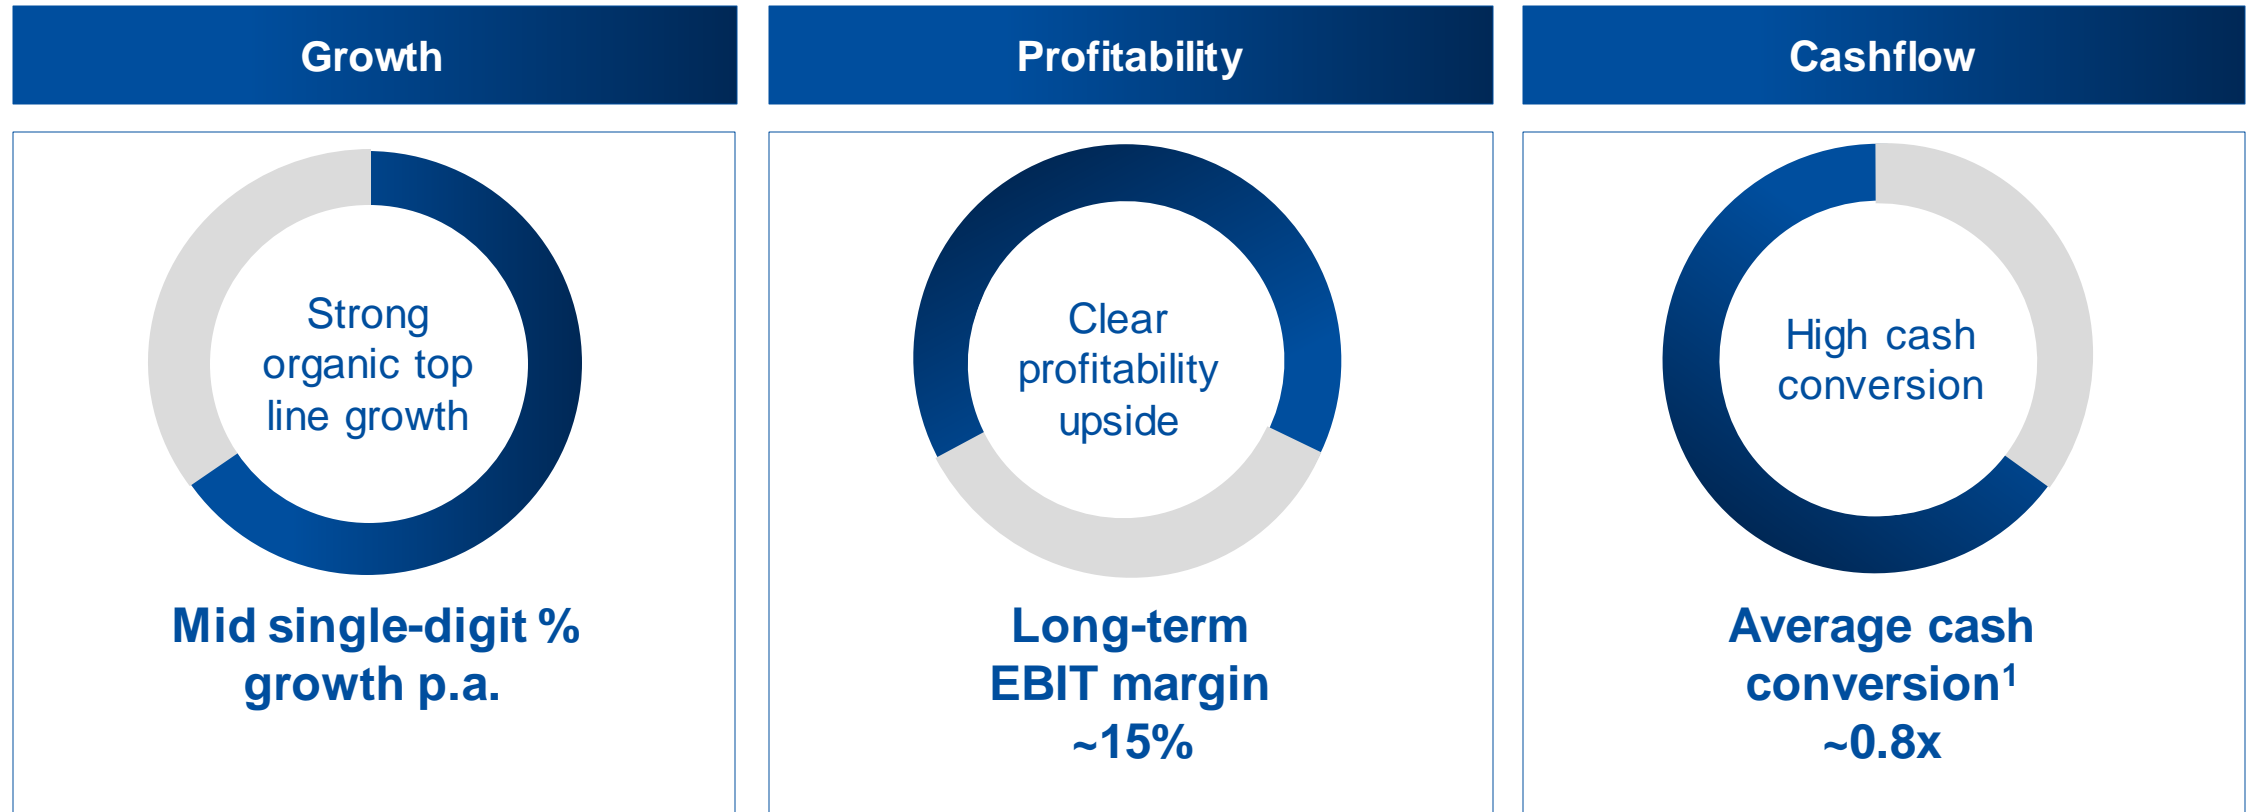 Growth
Strong
organic top
line growth
Mid single-digit %
growth p.a.
Profitability
Clear
profitability
upside
Long-term
EBIT margin
~15%
Cashflow
High cash
conversion
Average cash
conversion¹
~0.8x